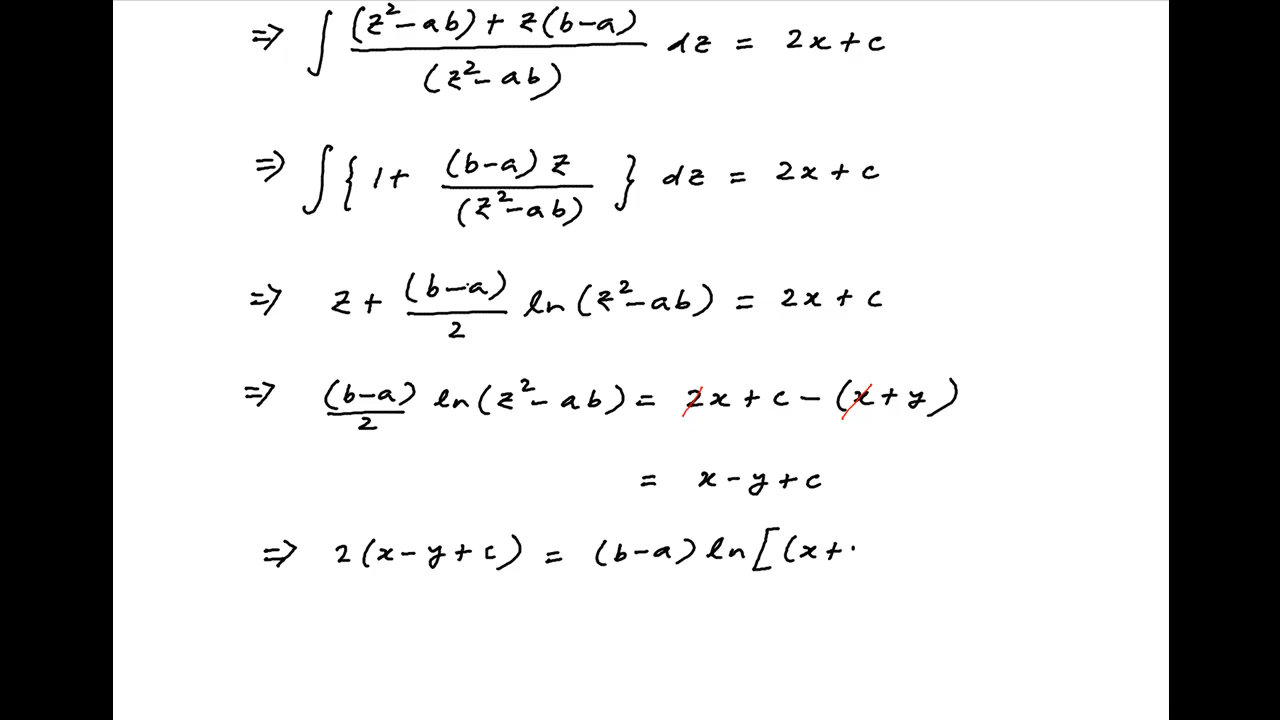 ⇒ ∫ (z² - ab) + z(b-a) / (z² - ab) dz = 2x + c
⇒ ∫ { 1 + (b-a) z / (z² - ab) } dz = 2x + c
⇒ z + (b-a)/2 ln(z² - ab) = 2x + c
⇒ (b-a)/2 ln(z² - ab) = 2x + c - (x + y)
= x - y + c
⇒ 2(x - y + c) = (b-a) ln[(x +